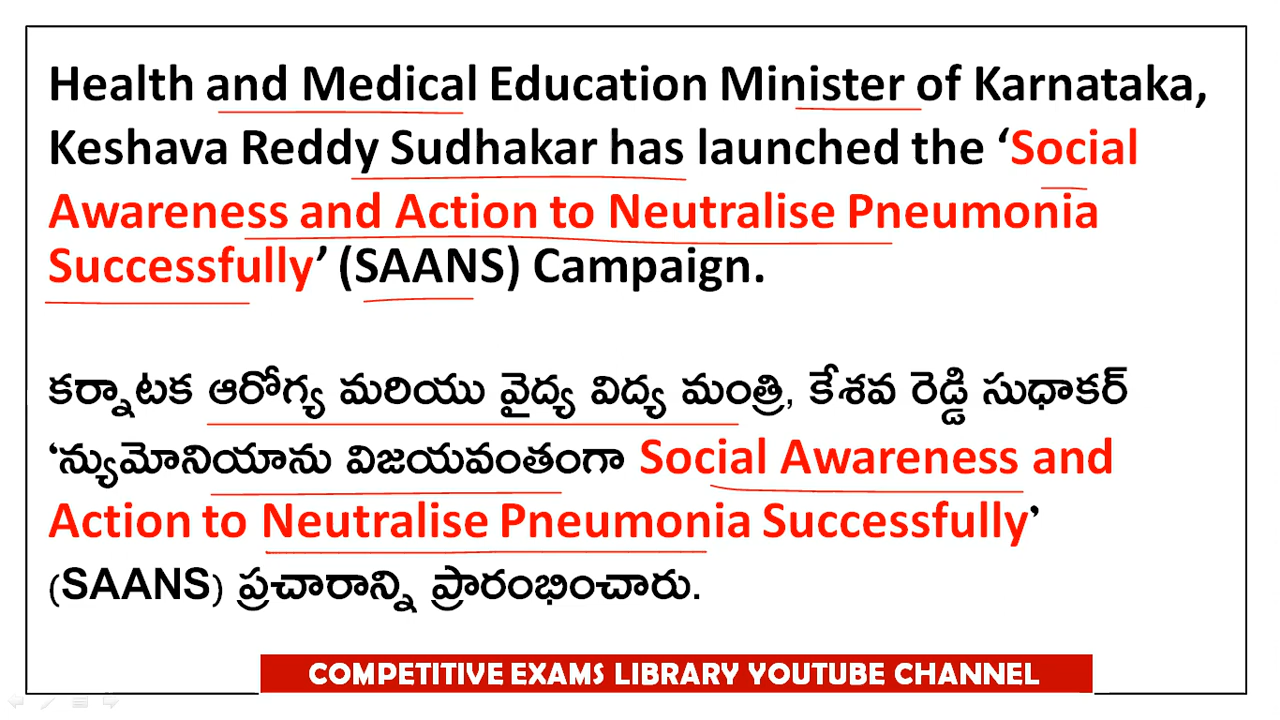 Health and Medical Education Minister of Karnataka,
Keshava Reddy Sudhakar has launched the ‘Social
Awareness and Action to Neutralise Pneumonia
Successfully’ (SAANS) Campaign.
కర్నాటక ఆరోగ్య మరియు వైద్య విద్య మంత్రి, కేశవ రెడ్డి సుధాకర్
‘న్యుమోనియాను విజయవంతంగా Social Awareness and
Action to Neutralise Pneumonia Successfully’
(SAANS) ప్రచారాన్ని ప్రారంభించారు.
COMPETITIVE EXAMS LIBRARY YOUTUBE CHANNEL